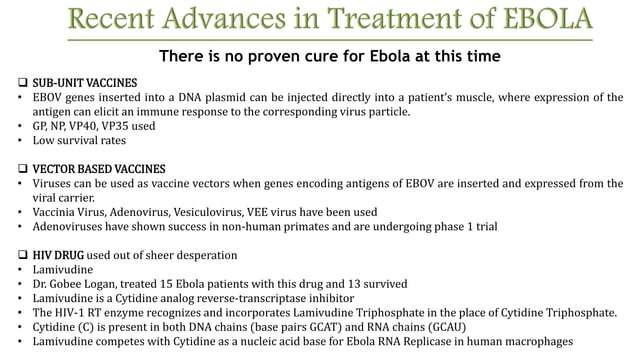 Recent Advances in Treatment of EBOLA
There is no proven cure for Ebola at this time
❑ SUB-UNIT VACCINES
• EBOV genes inserted into a DNA plasmid can be injected directly into a patient's muscle, where expression of the
antigen can elicit an immune response to the corresponding virus particle.
• GP, NP, VP40, VP35 used
• Low survival rates
❑ VECTOR BASED VACCINES
• Viruses can be used as vaccine vectors when genes encoding antigens of EBOV are inserted and expressed from the
viral carrier.
• Vaccinia Virus, Adenovirus, Vesiculovirus, VEE virus have been used
• Adenoviruses have shown success in non-human primates and are undergoing phase 1 trial
❑ HIV DRUG used out of sheer desperation
• Lamivudine
• Dr. Gobee Logan, treated 15 Ebola patients with this drug and 13 survived
• Lamivudine is a Cytidine analog reverse-transcriptase inhibitor
• The HIV-1 RT enzyme recognizes and incorporates Lamivudine Triphosphate in the place of Cytidine Triphosphate.
• Cytidine (C) is present in both DNA chains (base pairs GCAT) and RNA chains (GCAU)
• Lamivudine competes with Cytidine as a nucleic acid base for Ebola RNA Replicase in human macrophages